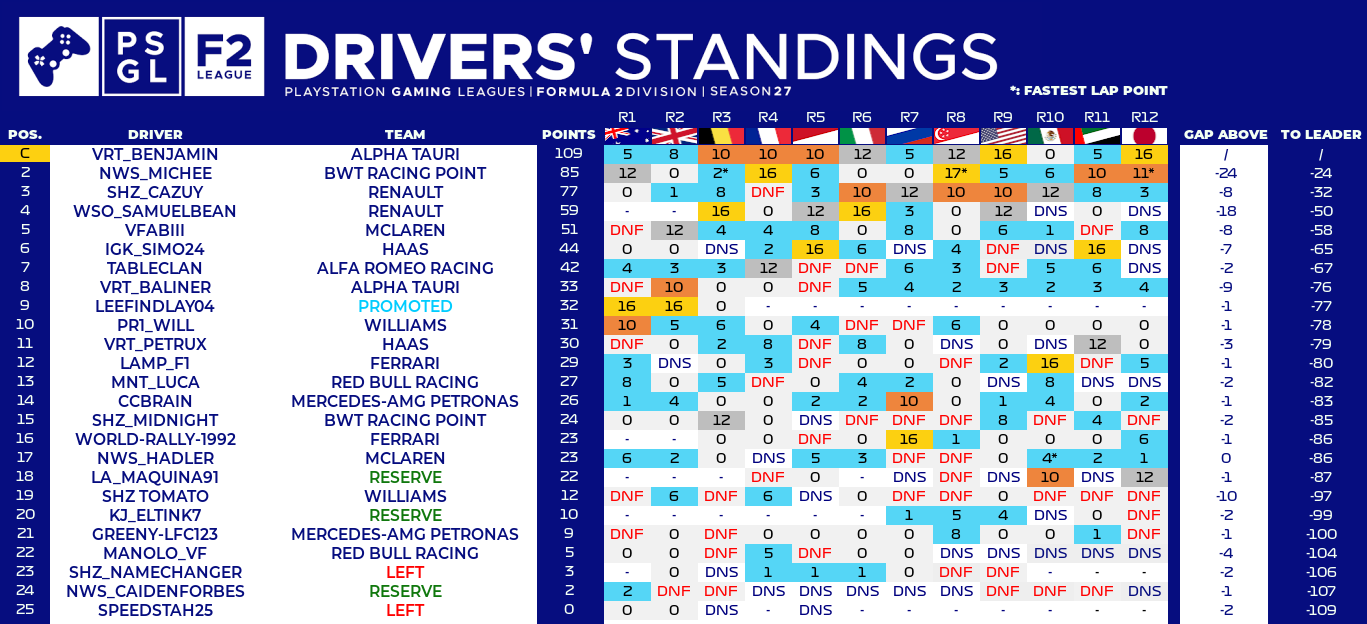 PS
GL
F2
LEAGUE
DRIVERS' STANDINGS
PLAYSTATION GAMING LEAGUES | FORMULA 2 DIVISION | SEASON 27
*: FASTEST LAP POINT
R1 R2 R3 R4 R5 R6 R7 R8 R9 R10 R11 R12
POS. DRIVER TEAM POINTS GAP ABOVE TO LEADER
C VRT_BENJAMIN ALPHA TAURI 109 5 8 10 10 10 12 5 12 16 0 5 16 / /
2 NWS_MICHEE BWT RACING POINT 85 12 0 2* 16 6 0 0 17* 5 6 10 11* -24 -24
3 SHZ_CAZUY RENAULT 77 0 1 8 DNF 3 10 12 10 10 12 8 3 -8 -32
4 WSO_SAMUELBEAN RENAULT 59 - - 16 0 12 16 3 0 12 DNS 0 DNS -18 -50
5 VFABIII MCLAREN 51 DNF 12 4 4 8 0 8 0 6 1 DNF 8 -8 -58
6 IGK_SIMO24 HAAS 44 0 0 DNS 2 16 6 DNS 4 DNF DNS 16 DNS -7 -65
7 TABLECLAN ALFA ROMEO RACING 42 4 3 3 12 DNF DNF 6 3 DNF 5 6 DNS -2 -67
8 VRT_BALINER ALPHA TAURI 33 DNF 10 0 0 DNF 5 4 2 3 2 3 4 -9 -76
9 LEEFINDLAY04 PROMOTED 32 16 16 0 - - - - - - - - - -1 -77
10 PR1_WILL WILLIAMS 31 10 5 6 0 4 DNF DNF 6 0 0 0 0 -1 -78
11 VRT_PETRUX HAAS 30 DNF 0 2 8 DNF 8 0 DNS 0 DNS 12 0 -3 -79
12 LAMP_F1 FERRARI 29 3 DNS 0 3 DNF 0 0 DNF 2 16 DNF 5 -1 -80
13 MNT_LUCA RED BULL RACING 27 8 0 5 DNF 0 4 2 0 DNS 8 DNS DNS -2 -82
14 CCBRAIN MERCEDES-AMG PETRONAS 26 1 4 0 0 2 2 10 0 1 4 0 2 -1 -83
15 SHZ_MIDNIGHT BWT RACING POINT 24 0 0 12 0 DNS DNF DNF DNF 8 DNF 4 DNF -2 -85
16 WORLD-RALLY-1992 FERRARI 23 - - 0 0 DNF 0 16 1 0 0 0 6 -1 -86
17 NWS_HADLER MCLAREN 23 6 2 0 DNS 5 3 DNF DNF 0 4* 2 1 0 -86
18 LA_MAQUINA91 RESERVE 22 - - - DNF 0 - DNS DNF DNS 10 DNS 12 -1 -87
19 SHZ TOMATO WILLIAMS 12 DNF 6 DNF 6 DNS 0 DNF DNF 0 DNF DNF DNF -10 -97
20 KJ_ELTINK7 RESERVE 10 - - - - - - 1 5 4 DNS 0 DNF -2 -99
21 GREENY-LFC123 MERCEDES-AMG PETRONAS 9 DNF 0 DNF 0 0 0 0 8 0 0 1 DNF -1 -100
22 MANOLO_VF RED BULL RACING 5 0 0 DNF 5 DNF 0 0 DNS DNS DNS DNS DNS -4 -104
23 SHZ_NAMECHANGER LEFT 3 - 0 DNS 1 1 1 0 DNF DNF - - - -2 -106
24 NWS_CAIDENFORBES RESERVE 2 2 DNF DNF DNS DNS DNS DNS DNS DNF DNF DNF DNS -1 -107
25 SPEEDSTAH25 LEFT 0 0 0 DNS - DNS - - - - - - - -2 -109